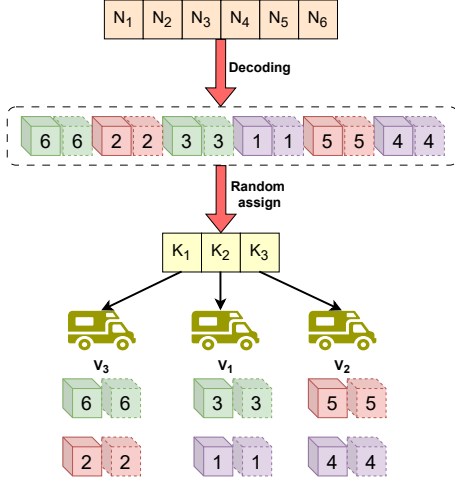 N1 N2 N3 N4 N5 N6
Decoding
6 6 2 2 3 3 1 1 5 5 4 4
Random
assign
K1 K2 K3
V3 V1 V2
6 6 3 3 5 5
2 2 1 1 4 4